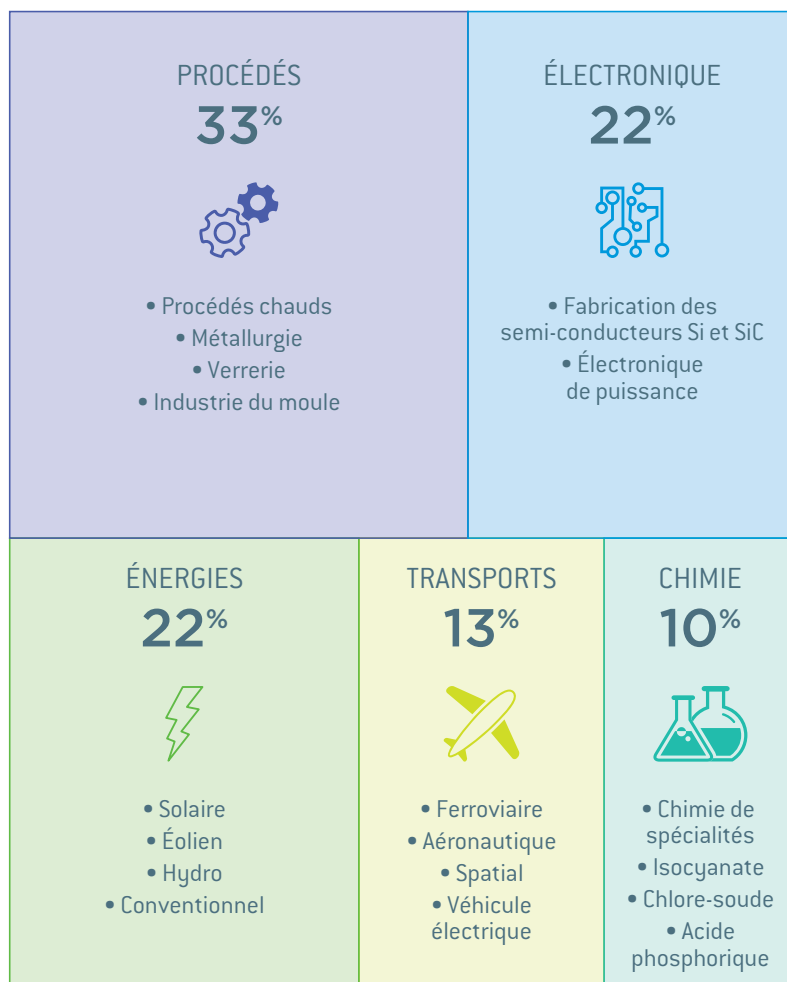 PROCÉDÉS
33%
• Procédés chauds
• Métallurgie
• Verrerie
• Industrie du moule
ÉLECTRONIQUE
22%
• Fabrication des
semi-conducteurs Si et SiC
• Électronique
de puissance
ÉNERGIES
22%
• Solaire
• Éolien
• Hydro
• Conventionnel
TRANSPORTS
13%
• Ferroviaire
• Aéronautique
• Spatial
• Véhicule
électrique
CHIMIE
10%
• Chimie de
spécialités
• Isocyanate
• Chlore-soude
• Acide
phosphorique